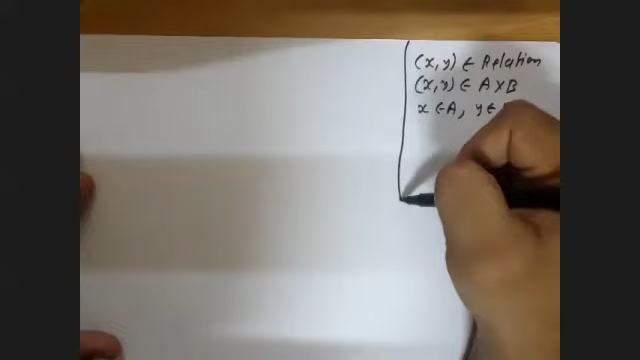 (x,y) ∈ Relation
(x,y) ∈ A×B
x ∈ A, y ∈